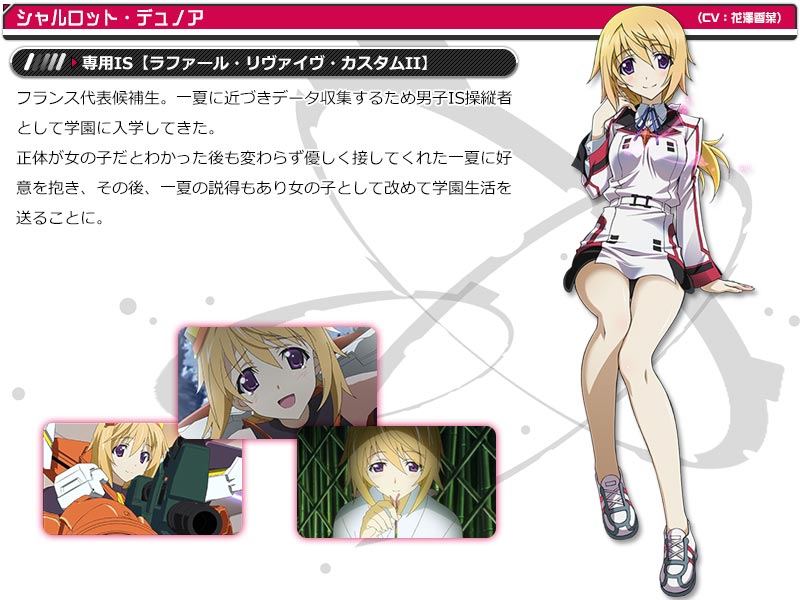 シャルロット・デュノア
（CV：花澤香菜）
専用IS【ラファール・リヴァイヴ・カスタムII】
フランス代表候補生。一夏に近づきデータ収集するため男子IS操縦者
として学園に入学してきた。
正体が女の子だとわかった後も変わらず優しく接してくれた一夏に好
意を抱き、その後、一夏の説得もあり女の子として改めて学園生活を
送ることに。